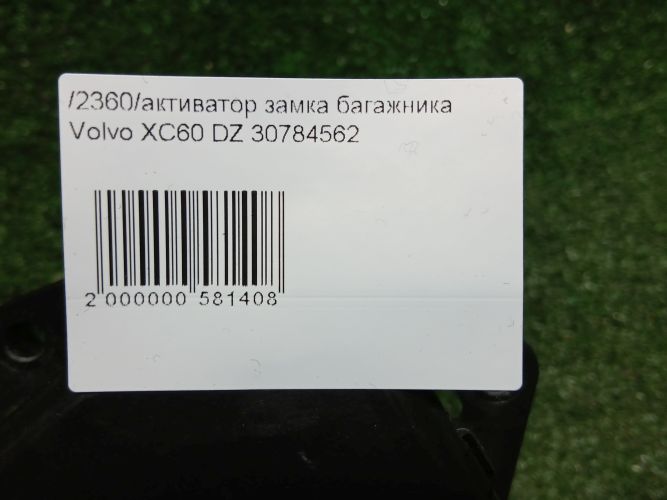 /2360/активатор замка багажника
Volvo XC60 DZ 30784562
2 000000 581408